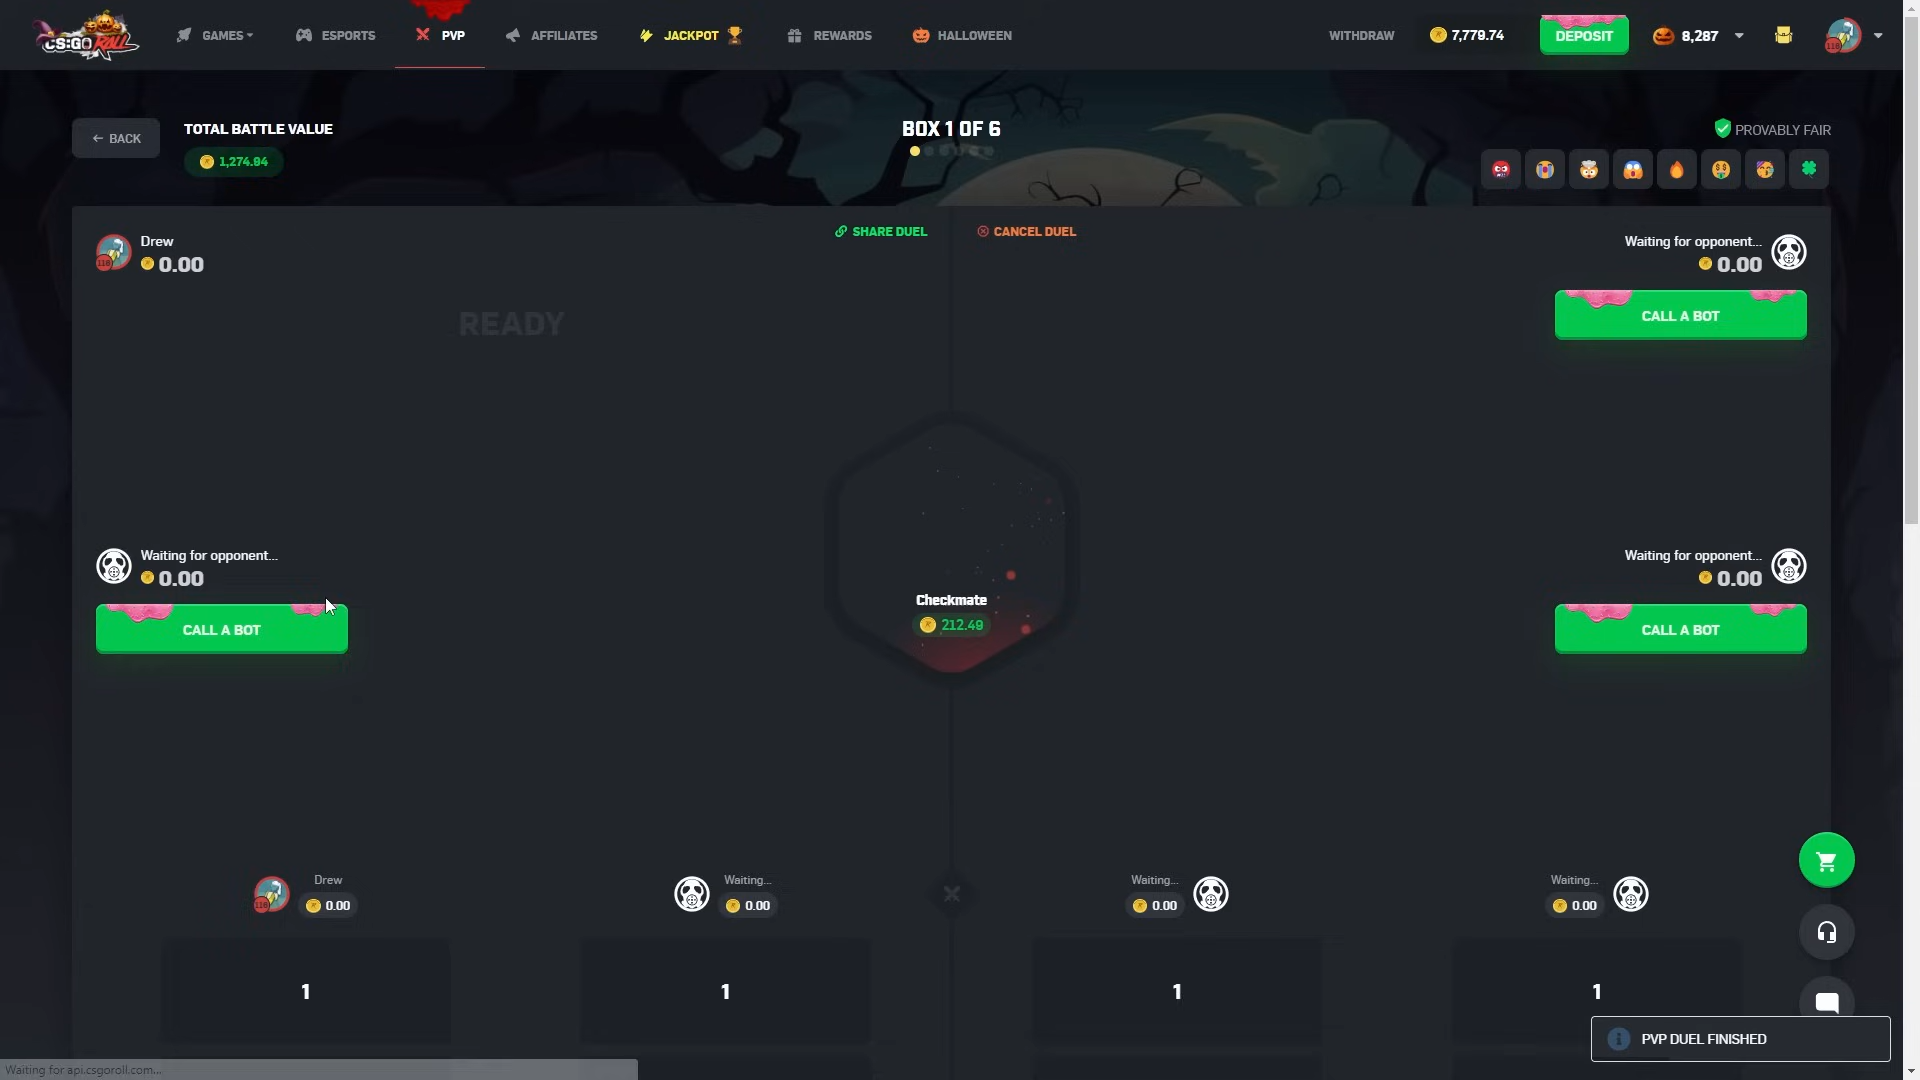 CS:GO ROLL
GAMES
ESPORTS
PVP
AFFILIATES
JACKPOT
REWARDS
HALLOWEEN
WITHDRAW
7,779.74
DEPOSIT
8,287
118
← BACK
TOTAL BATTLE VALUE
1,274.94
BOX 1 OF 6
PROVABLY FAIR
SHARE DUEL
CANCEL DUEL
Drew
118
0.00
READY
Waiting for opponent...
0.00
CALL A BOT
Waiting for opponent...
0.00
CALL A BOT
Checkmate
212.49
Waiting for opponent...
0.00
CALL A BOT
Drew
118
0.00
Waiting...
0.00
Waiting...
0.00
Waiting...
0.00
1
1
1
1
PVP DUEL FINISHED
Waiting for api.csgoroll.com...